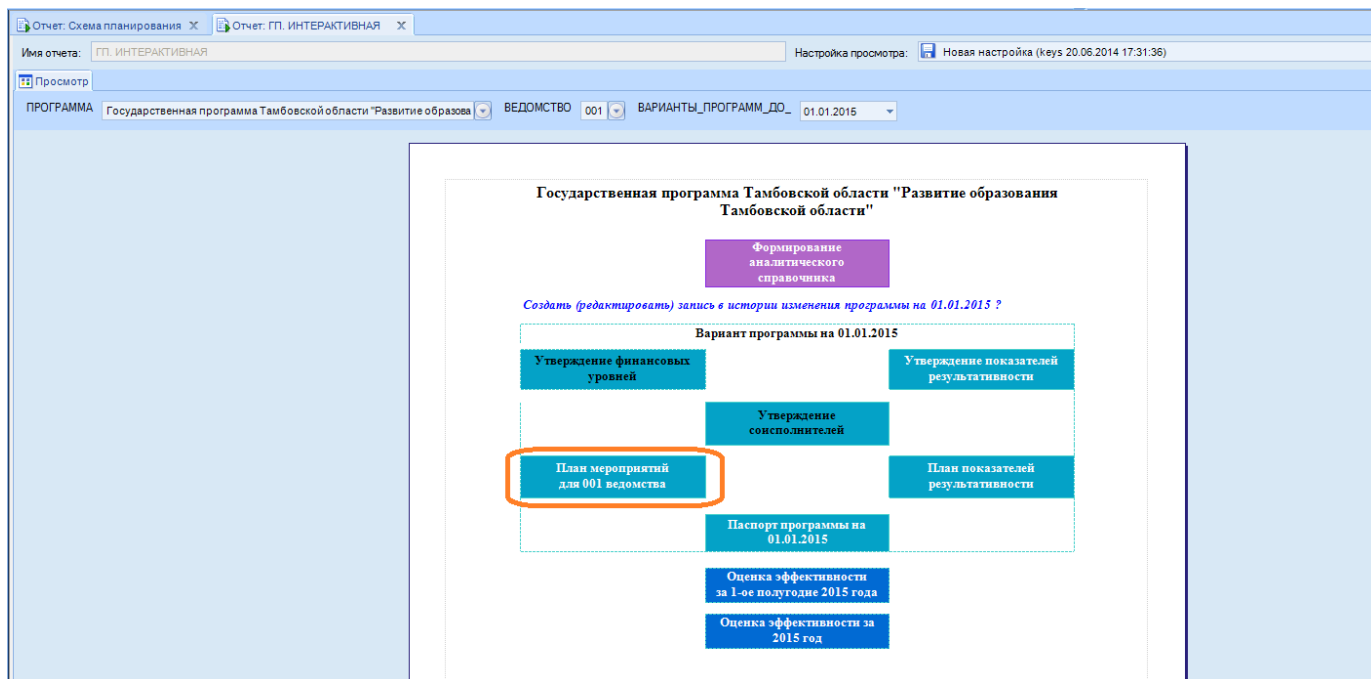 Отчет: Схема планирования X Отчет: ГП. ИНТЕРАКТИВНАЯ X
Имя отчета: ГП. ИНТЕРАКТИВНАЯ Настройка просмотра: Новая настройка (keys 20.06.2014 17:31:36)
Просмотр
ПРОГРАММА Государственная программа Тамбовской области "Развитие образова ВЕДОМСТВО 001 ВАРИАНТЫ_ПРОГРАММ_ДО_ 01.01.2015
Государственная программа Тамбовской области "Развитие образования
Тамбовской области"
Формирование
аналитического
справочника
Создать (редактировать) запись в истории изменения программы на 01.01.2015 ?
Вариант программы на 01.01.2015
Утверждение финансовых
уровней
Утверждение показателей
результативности
Утверждение
соисполнителей
План мероприятий
для 001 ведомства
План показателей
результативности
Паспорт программы на
01.01.2015
Оценка эффективности
за 1-ое полугодие 2015 года
Оценка эффективности за
2015 год